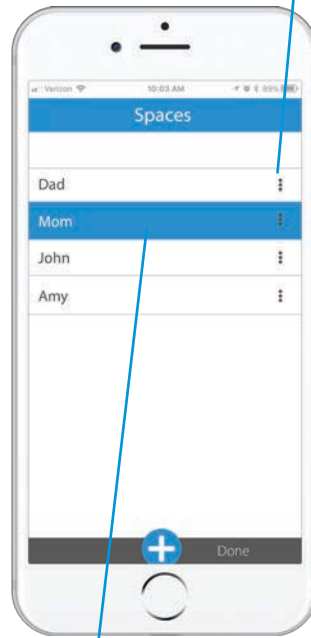 Verizon 10:03 AM 89%
Spaces
Dad
Mom
John
Amy
Done